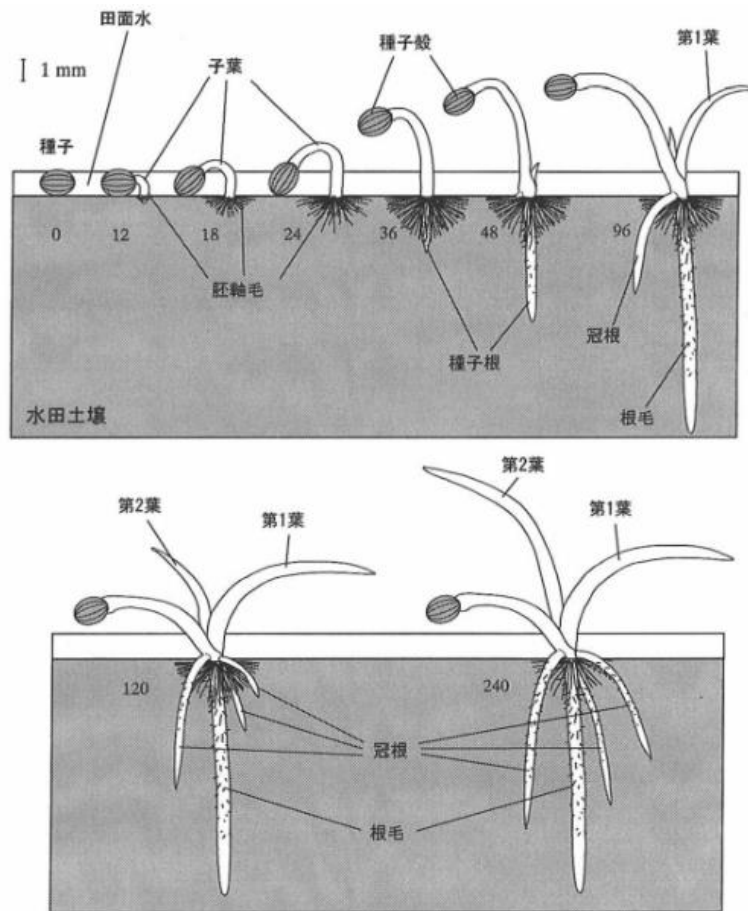 田面水
1 mm
子葉
種子殻
第1葉
種子
0
12
18
24
36
48
96
胚軸毛
種子根
冠根
根毛
水田土壌
第2葉
第1葉
第2葉
第1葉
120
240
冠根
根毛